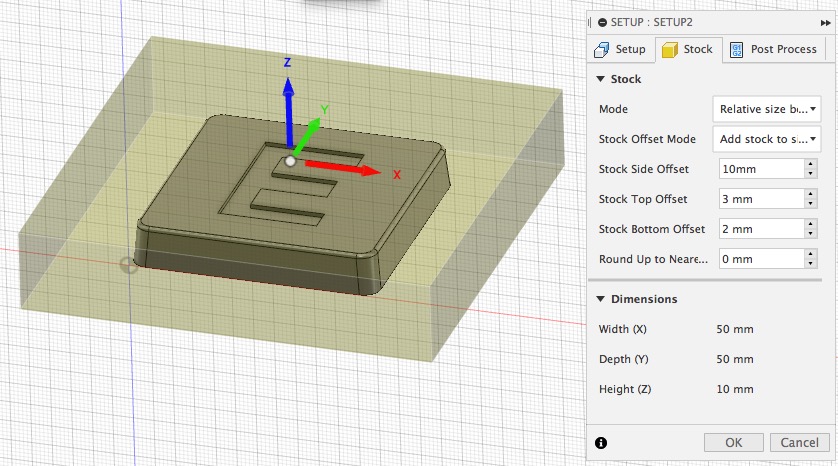 SETUP : SETUP2
Setup
Stock
G1
G2
Post Process
Stock
Mode
Relative size b(...
Stock Offset Mode
Add stock to s(...
Stock Side Offset
10mm
Stock Top Offset
3 mm
Stock Bottom Offset
2 mm
Round Up to Neare...
0 mm
Dimensions
Width (X)
50 mm
Depth (Y)
50 mm
Height (Z)
10 mm
OK
Cancel
Z
Y
X